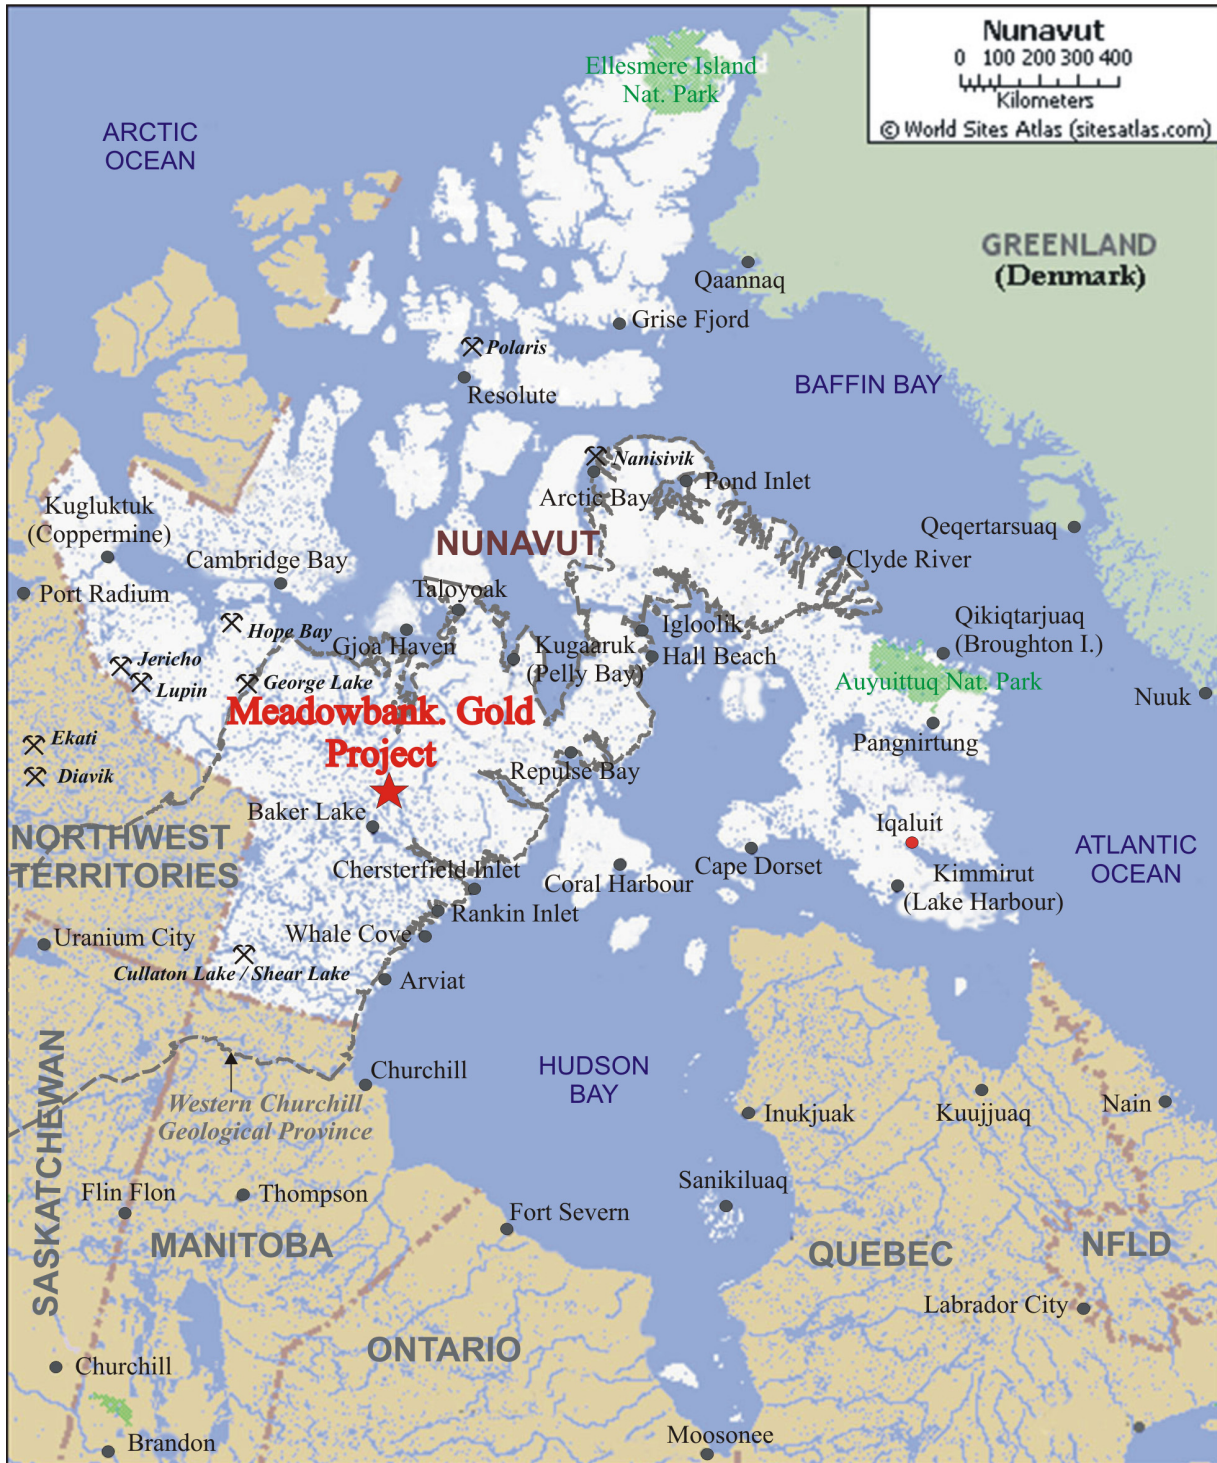 Nunavut
0 100 200 300 400
Kilometers
© World Sites Atlas (sitesatlas.com)
Ellesmere Island
Nat. Park
ARCTIC
OCEAN
GREENLAND
(Denmark)
Qaannaq
Grise Fjord
Polaris
Resolute
BAFFIN BAY
Nanisivik
Arctic Bay
Pond Inlet
Kugluktuk
(Coppermine)
Qeqertarsuaq
NUNAVUT
Clyde River
Cambridge Bay
Port Radium
Taloyoak
Hope Bay
Gjoa Haven
Igloolik
Qikiqtarjuaq
(Broughton I.)
Kugaaruk
(Pelly Bay)
Hall Beach
Jericho
Lupin
George Lake
Auyuittuq Nat. Park
Nuuk
Meadowbank. Gold
Project
Ekati
Diavik
Pangnirtung
Repulse Bay
Baker Lake
NORTHWEST
TERRITORIES
Iqaluit
ATLANTIC
OCEAN
Chersterfield Inlet
Coral Harbour
Cape Dorset
Kimmirut
(Lake Harbour)
Rankin Inlet
Whale Cove
Uranium City
Cullaton Lake / Shear Lake
Arviat
HUDSON
BAY
Churchill
Western Churchill
Geological Province
SASKATCHEWAN
Inukjuak
Kuujjuaq
Nain
Sanikiluaq
Flin Flon
Thompson
Fort Severn
MANITOBA
QUEBEC
NFLD
Labrador City
ONTARIO
Churchill
Brandon
Moosonee